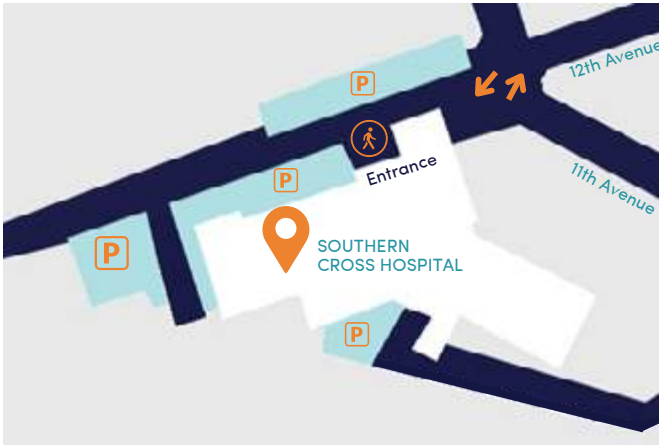 P
12th Avenue
Entrance
P
11th Avenue
P
SOUTHERN
CROSS HOSPITAL
P